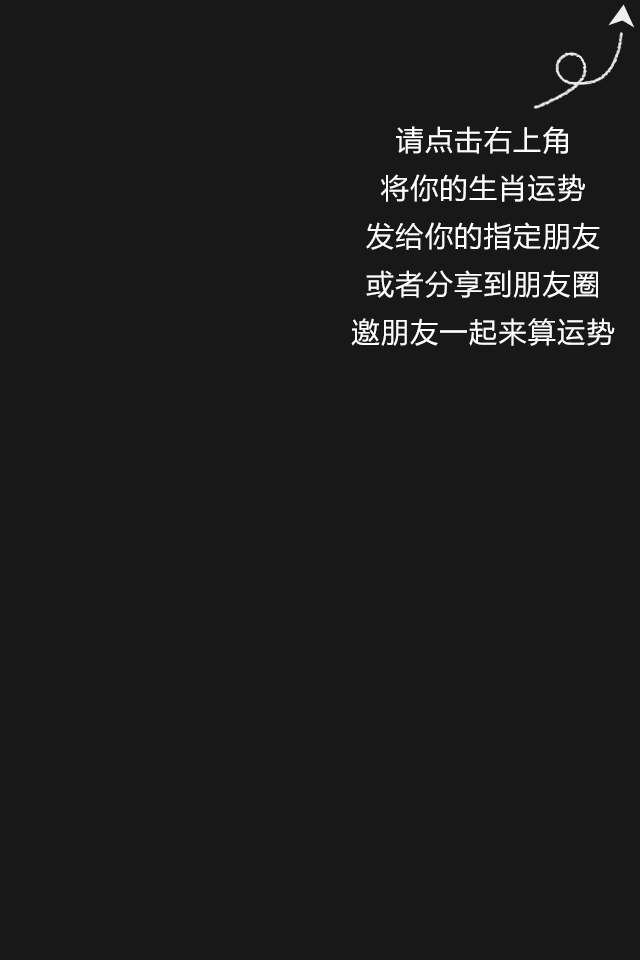 请点击右上角
将你的生肖运势
发给你的指定朋友
或者分享到朋友圈
邀朋友一起来算运势